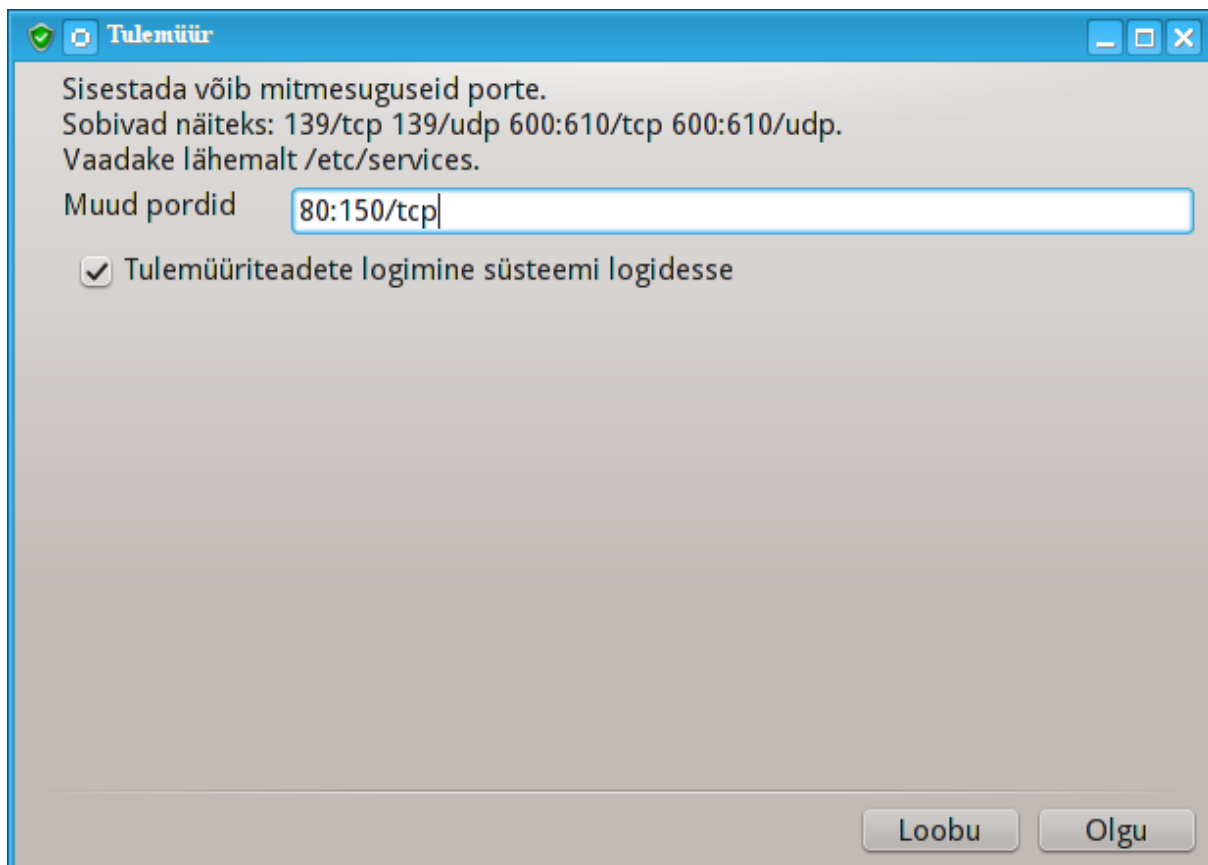 Tulemüür
Sisestada võib mitmesuguseid porte.
Sobivad näiteks: 139/tcp 139/udp 600:610/tcp 600:610/udp.
Vaadake lähemalt /etc/services.
Muud pordid 80:150/tcp
Tulemüüriteadete logimine süsteemi logidesse
Loobu Olgu